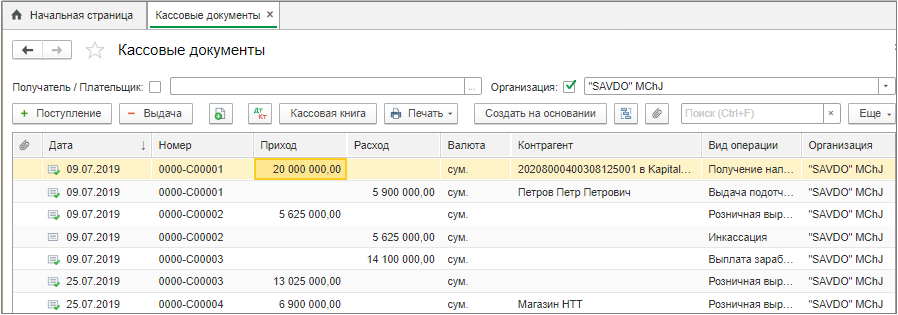 Начальная страница Кассовые документы ×
Кассовые документы
Получатель / Плательщик: ... Организация: "SAVDO" MChJ
+ Поступление − Выдача Дт Кт Кассовая книга Печать Создать на основании Поиск (Ctrl+F) × Еще
Дата ↓ Номер Приход Расход Валюта Контрагент Вид операции Организация
09.07.2019 0000-С00001 20 000 000,00 сум. 20208000400308125001 в Kapital... Получение нал... "SAVDO" MChJ
09.07.2019 0000-С00001 5 900 000,00 сум. Петров Петр Петрович Выдача подотч... "SAVDO" MChJ
09.07.2019 0000-С00002 5 625 000,00 сум. Розничная выр... "SAVDO" MChJ
09.07.2019 0000-С00002 5 625 000,00 сум. Инкассация "SAVDO" MChJ
09.07.2019 0000-С00003 14 100 000,00 сум. Выплата зараб... "SAVDO" MChJ
25.07.2019 0000-С00003 13 025 000,00 сум. Розничная выр... "SAVDO" MChJ
25.07.2019 0000-С00004 6 900 000,00 сум. Магазин НТТ Розничная выр... "SAVDO" MChJ